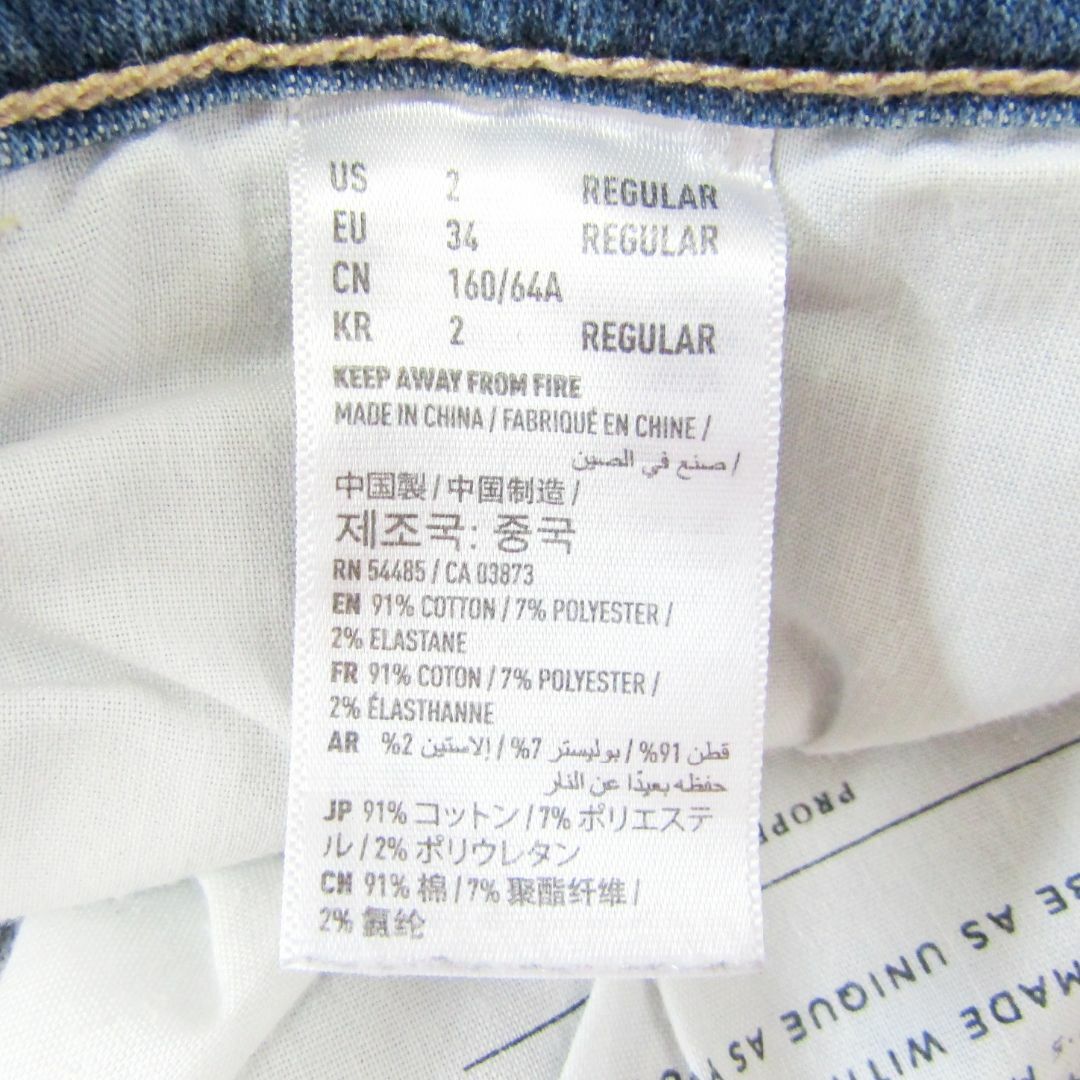 US 2 REGULAR
EU 34 REGULAR
CN 160/64A
KR 2 REGULAR
KEEP AWAY FROM FIRE
MADE IN CHINA / FABRIQUÉ EN CHINE /
صنع في الصين /
中国製 / 中国制造 /
제조국: 중국
RN 54485 / CA 03873
EN 91% COTTON / 7% POLYESTER /
2% ELASTANE
FR 91% COTON / 7% POLYESTER /
2% ÉLASTHANNE
AR قطن 91% / بوليستر 7% / إلاستين 2%
حفظه بعيدًا عن النار
JP 91% コットン / 7% ポリエステ
ル / 2% ポリウレタン
CN 91% 棉 / 7% 聚酯纤维 /
2% 氨纶
BE AS UNIQUE AS
MADE WITH